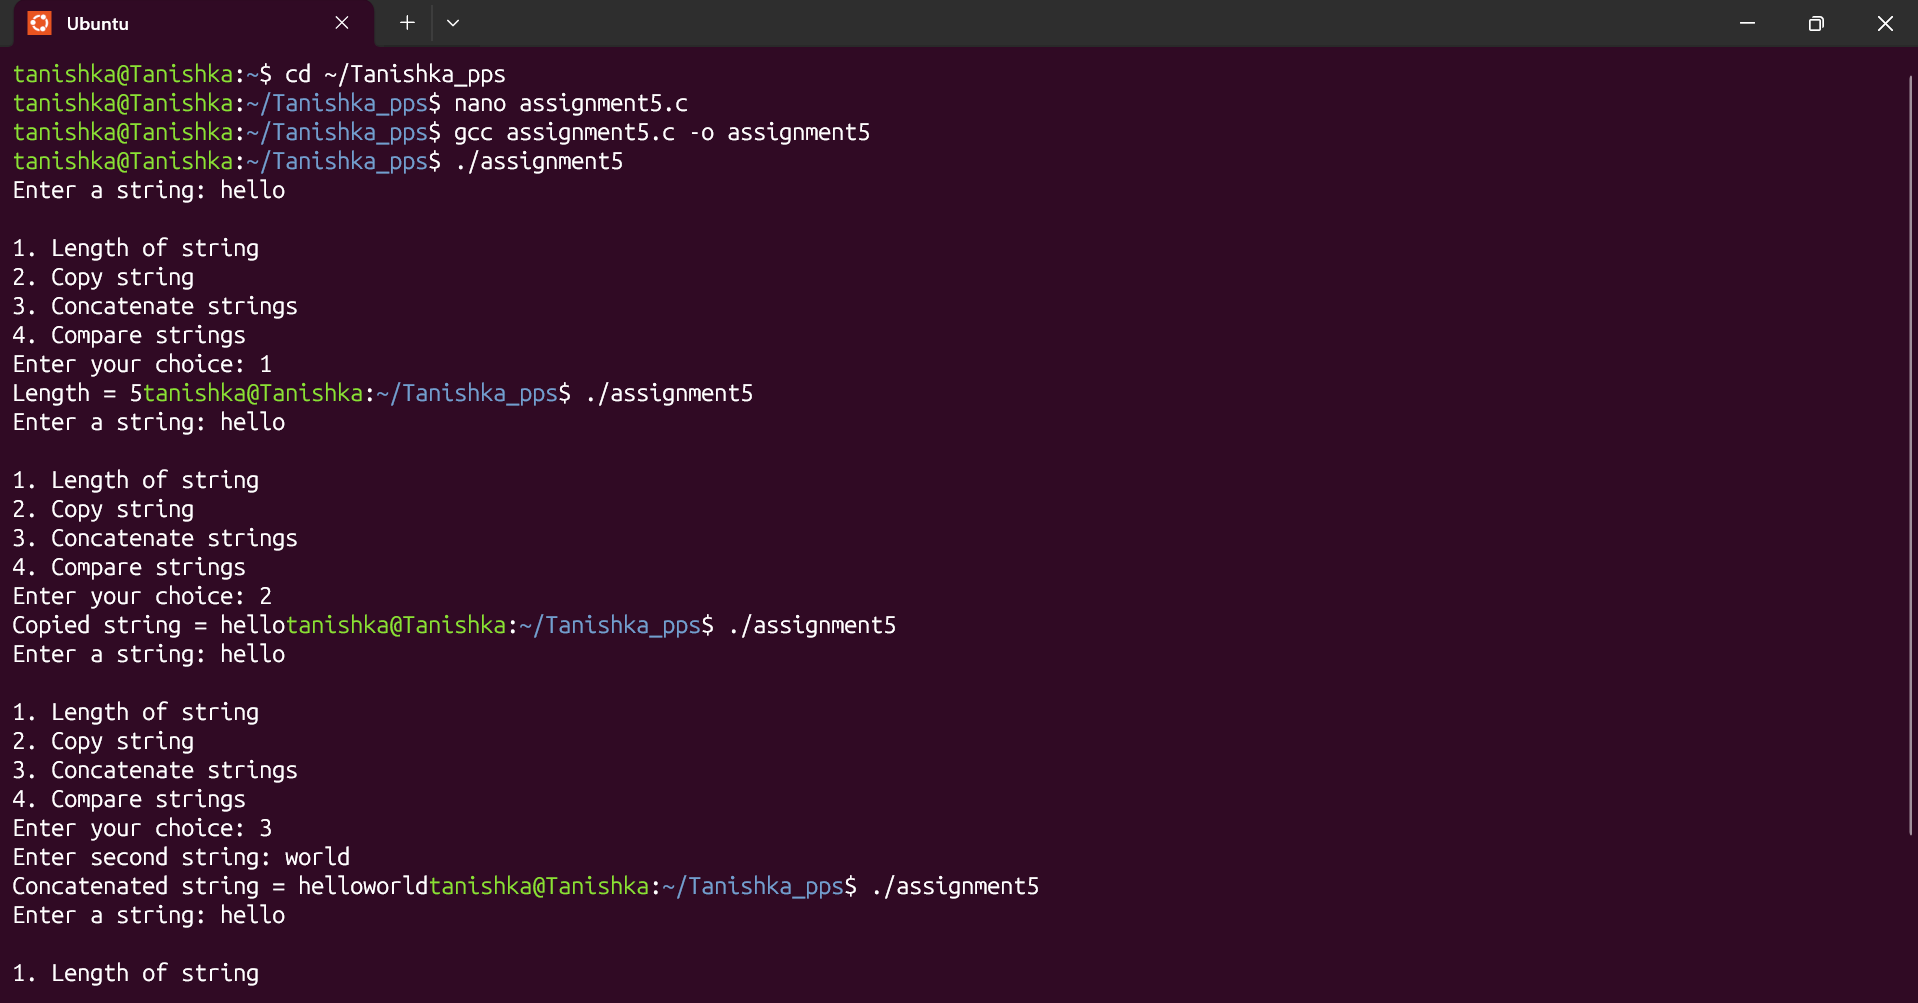 Ubuntu
tanishka@Tanishka:~$ cd ~/Tanishka_pps
tanishka@Tanishka:~/Tanishka_pps$ nano assignment5.c
tanishka@Tanishka:~/Tanishka_pps$ gcc assignment5.c -o assignment5
tanishka@Tanishka:~/Tanishka_pps$ ./assignment5
Enter a string: hello

1. Length of string
2. Copy string
3. Concatenate strings
4. Compare strings
Enter your choice: 1
Length = 5tanishka@Tanishka:~/Tanishka_pps$ ./assignment5
Enter a string: hello

1. Length of string
2. Copy string
3. Concatenate strings
4. Compare strings
Enter your choice: 2
Copied string = hellotanishka@Tanishka:~/Tanishka_pps$ ./assignment5
Enter a string: hello

1. Length of string
2. Copy string
3. Concatenate strings
4. Compare strings
Enter your choice: 3
Enter second string: world
Concatenated string = helloworldtanishka@Tanishka:~/Tanishka_pps$ ./assignment5
Enter a string: hello

1. Length of string